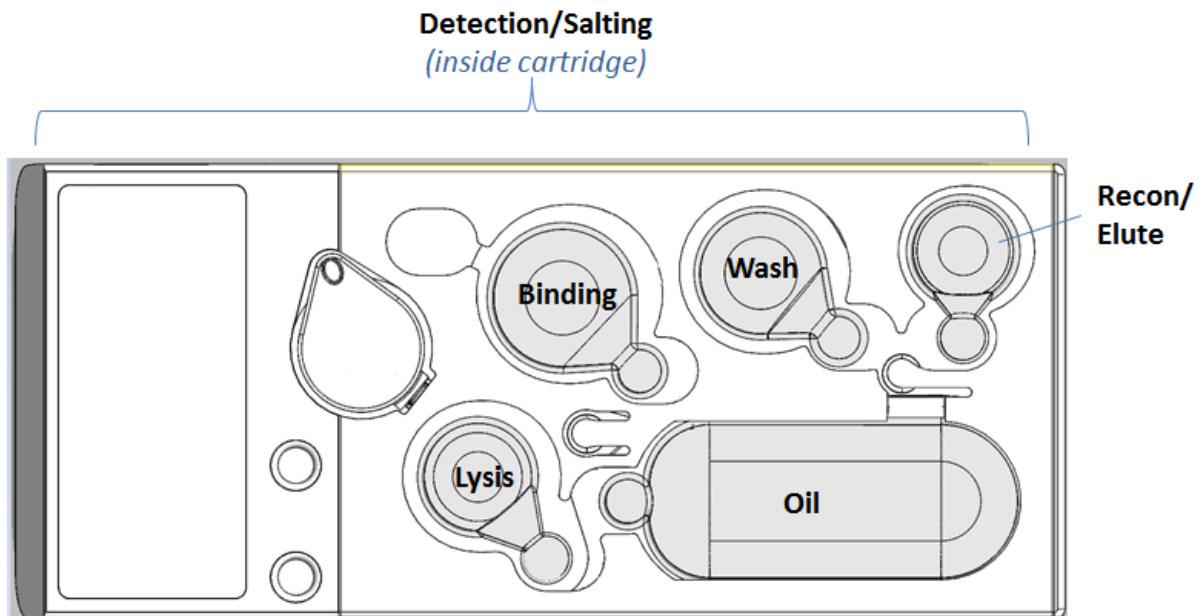 Detection/Salting
(inside cartridge)
Recon/
Elute
Wash
Binding
Lysis
Oil